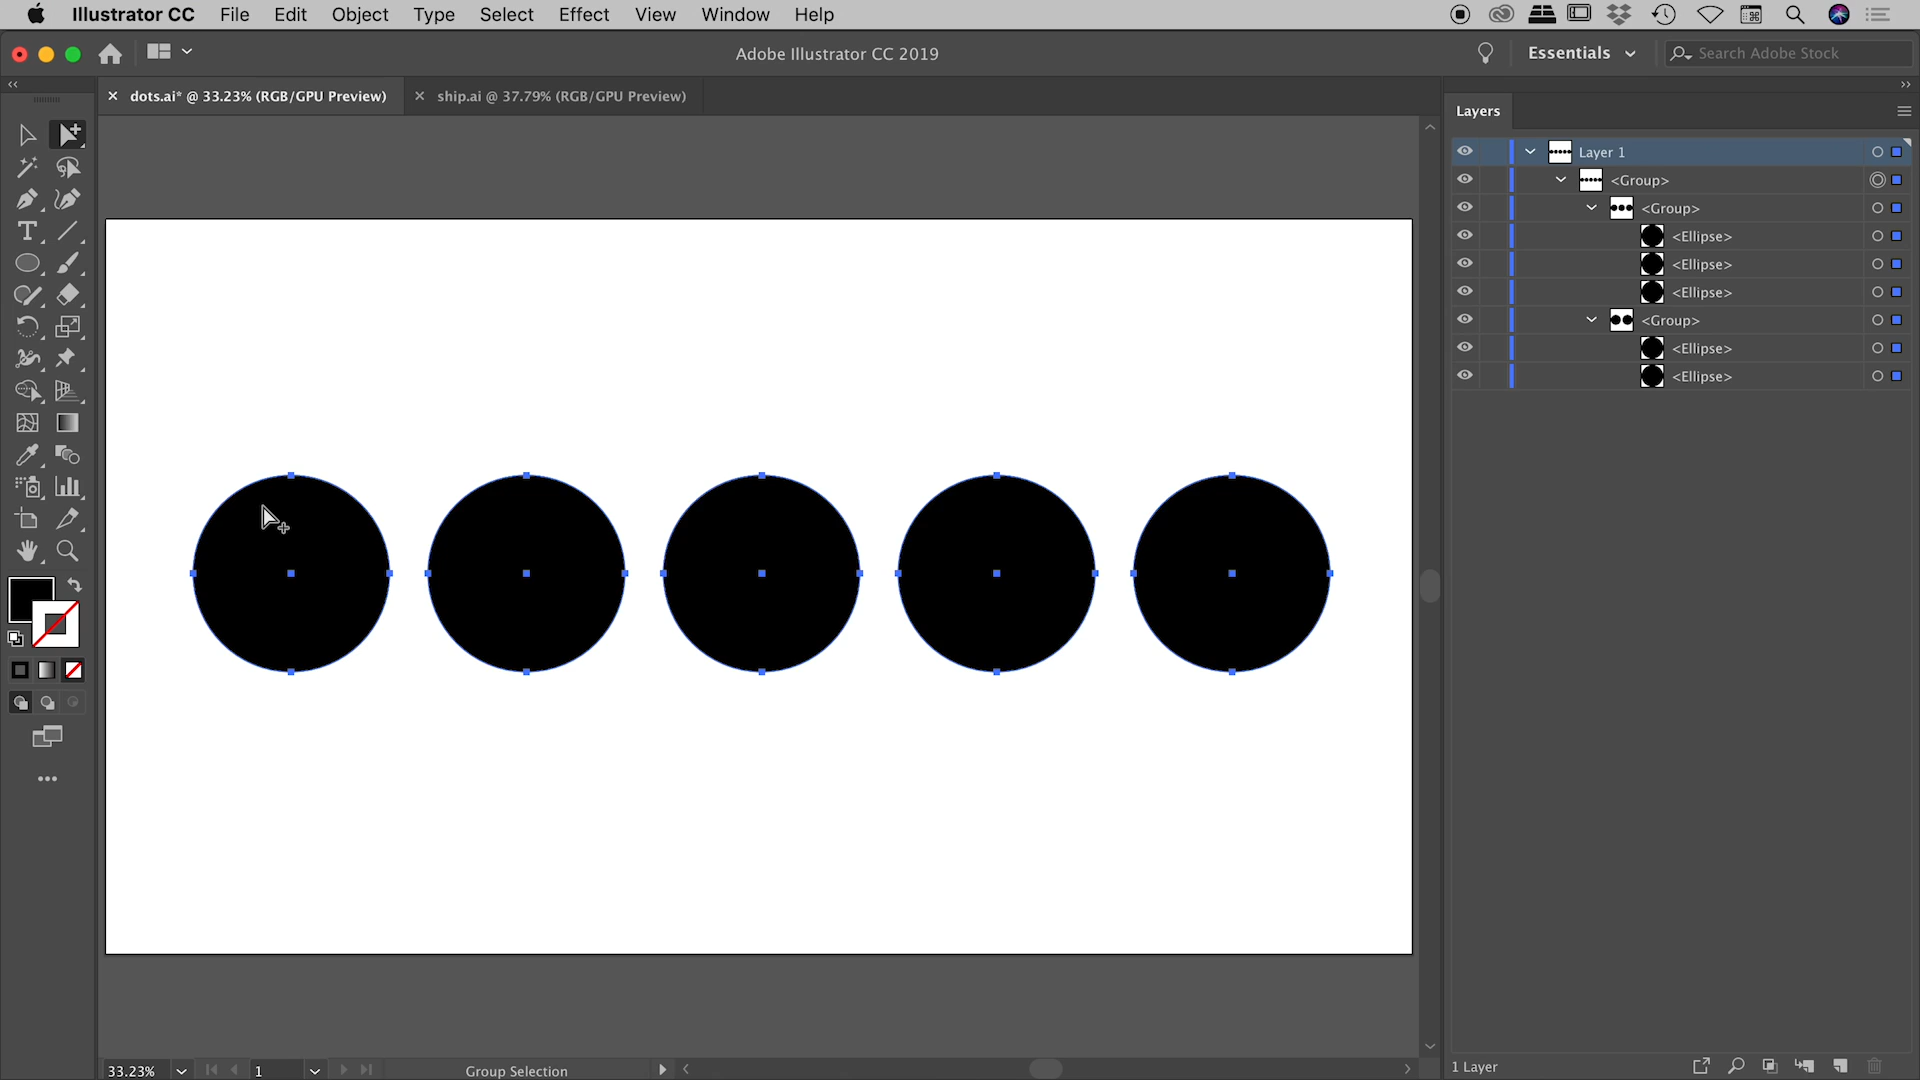 Illustrator CC File Edit Object Type Select Effect View Window Help
Adobe Illustrator CC 2019
Essentials
Search Adobe Stock
dots.ai* @ 33.23% (RGB/GPU Preview)
ship.ai @ 37.79% (RGB/GPU Preview)
Layers
Layer 1
<Group>
<Group>
<Ellipse>
<Ellipse>
<Ellipse>
<Group>
<Ellipse>
<Ellipse>
33.23%
1
Group Selection
1 Layer